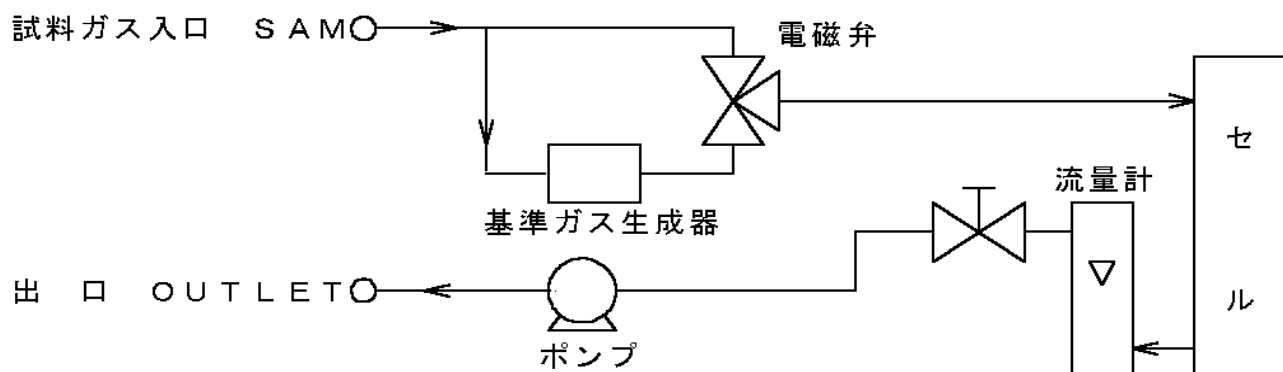 試料ガス入口　ＳＡＭ
電磁弁
セル
流量計
基準ガス生成器
出　口　ＯＵＴＬＥＴ
ポンプ